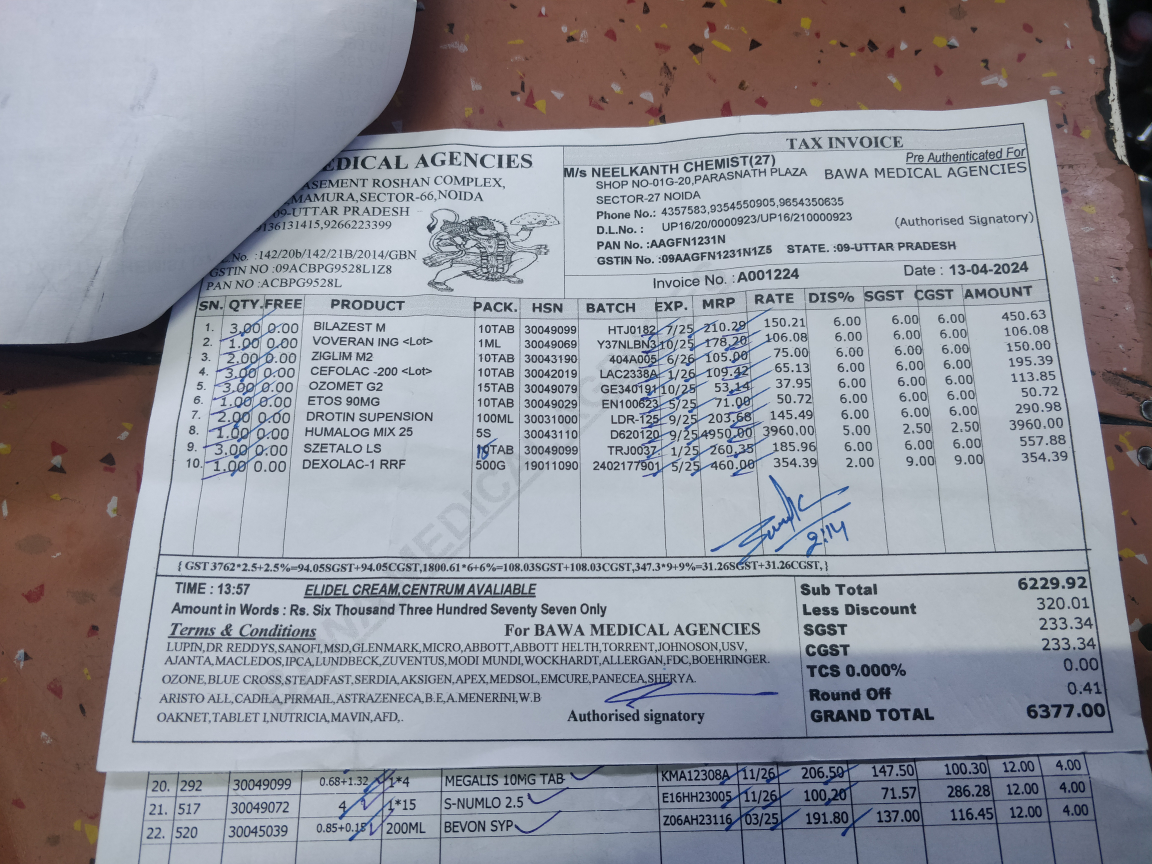 TAX INVOICE
EDICAL AGENCIES
ASEMENT ROSHAN COMPLEX,
MAMURA,SECTOR-66,NOIDA
09-UTTAR PRADESH
9136131415,9266223399
No. :142/20b/142/21B/2014/GBN
GSTIN NO :09ACBPG9528L1Z8
PAN NO :ACBPG9528L
M/s NEELKANTH CHEMIST(27)
SHOP NO-01G-20,PARASNATH PLAZA
SECTOR-27 NOIDA
Phone No.: 4357583,9354550905,9654350635
D.L.No. : UP16/20/0000923/UP16/210000923
PAN No. :AAGFN1231N
GSTIN No. :09AAGFN1231N1Z5 STATE. :09-UTTAR PRADESH
Pre Authenticated For
BAWA MEDICAL AGENCIES
(Authorised Signatory)
Invoice No. :A001224 Date : 13-04-2024
SN. QTY.FREE PRODUCT PACK. HSN BATCH EXP. MRP RATE DIS% SGST CGST AMOUNT
1. 3.00 0.00 BILAZEST M 10TAB 30049099 HTJ0182 7/25 210.29 150.21 6.00 6.00 6.00 450.63
2. 1.00 0.00 VOVERAN ING <Lot> 1ML 30049069 Y37NLBN3 10/25 178.20 106.08 6.00 6.00 6.00 106.08
3. 2.00 0.00 ZIGLIM M2 10TAB 30043190 404A005 6/26 105.00 75.00 6.00 6.00 6.00 150.00
4. 3.00 0.00 CEFOLAC -200 <Lot> 10TAB 30042019 LAC2338A 1/26 109.42 65.13 6.00 6.00 6.00 195.39
5. 3.00 0.00 OZOMET G2 15TAB 30049079 GE340191 10/25 53.14 37.95 6.00 6.00 6.00 113.85
6. 1.00 0.00 ETOS 90MG 10TAB 30049029 EN100623 5/25 71.00 50.72 6.00 6.00 6.00 50.72
7. 2.00 0.00 DROTIN SUPENSION 100ML 30031000 LDR-125 9/25 203.68 145.49 6.00 6.00 6.00 290.98
8. 1.00 0.00 HUMALOG MIX 25 5S 30043110 D620120 9/25 4950.00 3960.00 5.00 2.50 2.50 3960.00
9. 3.00 0.00 SZETALO LS TAB 30049099 TRJ0037 1/25 260.35 185.96 6.00 6.00 6.00 557.88
10. 1.00 0.00 DEXOLAC-1 RRF 500G 19011090 2402177901 5/25 460.00 354.39 2.00 9.00 9.00 354.39
2:14
{ GST 3762*2.5+2.5%=94.05SGST+94.05CGST,1800.61*6+6%=108.03SGST+108.03CGST,347.3*9+9%=31.26SGST+31.26CGST,}
TIME : 13:57 ELIDEL CREAM,CENTRUM AVALIABLE
Amount in Words : Rs. Six Thousand Three Hundred Seventy Seven Only
Terms & Conditions For BAWA MEDICAL AGENCIES
LUPIN,DR REDDYS,SANOFI,MSD,GLENMARK,MICRO,ABBOTT,ABBOTT HELTH,TORRENT,JOHNOSON,USV,
AJANTA,MACLEDOS,IPCA,LUNDBECK,ZUVENTUS,MODI MUNDI,WOCKHARDT,ALLERGAN,FDC,BOEHRINGER.
OZONE,BLUE CROSS,STEADFAST,SERDIA,AKSIGEN,APEX,MEDSOL,EMCURE,PANECEA,SHERYA.
ARISTO ALL,CADILA,PIRMAIL,ASTRAZENECA,B.E,A.MENERINI,W.B
OAKNET,TABLET I,NUTRICIA,MAVIN,AFD,.
Authorised signatory
Sub Total 6229.92
Less Discount 320.01
SGST 233.34
CGST 233.34
TCS 0.000% 0.00
Round Off 0.41
GRAND TOTAL 6377.00
20. 292 30049099 0.68+1.32 1*4 MEGALIS 10MG TAB KMA12308A 11/26 206.50 147.50 100.30 12.00 4.00
21. 517 30049072 4 1*15 S-NUMLO 2.5 E16HH23005 11/26 100.20 71.57 286.28 12.00 4.00
22. 520 30045039 0.85+0.15 200ML BEVON SYP Z06AH23116 03/25 191.80 137.00 116.45 12.00 4.00